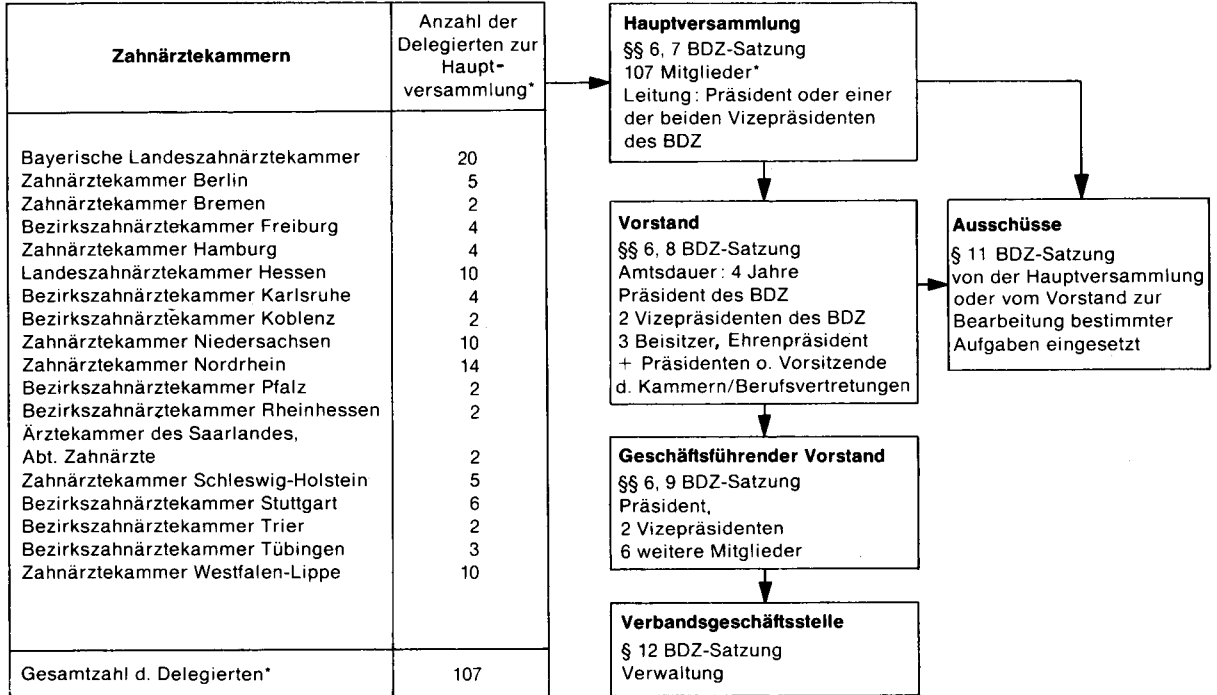 Zahnärztekammern
Anzahl der
Delegierten zur
Haupt-
versammlung*
Bayerische Landeszahnärztekammer 20
Zahnärztekammer Berlin 5
Zahnärztekammer Bremen 2
Bezirkszahnärztekammer Freiburg 4
Zahnärztekammer Hamburg 4
Landeszahnärztekammer Hessen 10
Bezirkszahnärztekammer Karlsruhe 4
Bezirkszahnärztekammer Koblenz 2
Zahnärztekammer Niedersachsen 10
Zahnärztekammer Nordrhein 14
Bezirkszahnärztekammer Pfalz 2
Bezirkszahnärztekammer Rheinhessen 2
Ärztekammer des Saarlandes,
Abt. Zahnärzte 2
Zahnärztekammer Schleswig-Holstein 5
Bezirkszahnärztekammer Stuttgart 6
Bezirkszahnärztekammer Trier 2
Bezirkszahnärztekammer Tübingen 3
Zahnärztekammer Westfalen-Lippe 10
Gesamtzahl d. Delegierten* 107
Hauptversammlung
§§ 6, 7 BDZ-Satzung
107 Mitglieder*
Leitung: Präsident oder einer
der beiden Vizepräsidenten
des BDZ
Vorstand
§§ 6, 8 BDZ-Satzung
Amtsdauer: 4 Jahre
Präsident des BDZ
2 Vizepräsidenten des BDZ
3 Beisitzer, Ehrenpräsident
+ Präsidenten o. Vorsitzende
d. Kammern/Berufsvertretungen
Ausschüsse
§ 11 BDZ-Satzung
von der Hauptversammlung
oder vom Vorstand zur
Bearbeitung bestimmter
Aufgaben eingesetzt
Geschäftsführender Vorstand
§§ 6, 9 BDZ-Satzung
Präsident,
2 Vizepräsidenten
6 weitere Mitglieder
Verbandsgeschäftsstelle
§ 12 BDZ-Satzung
Verwaltung